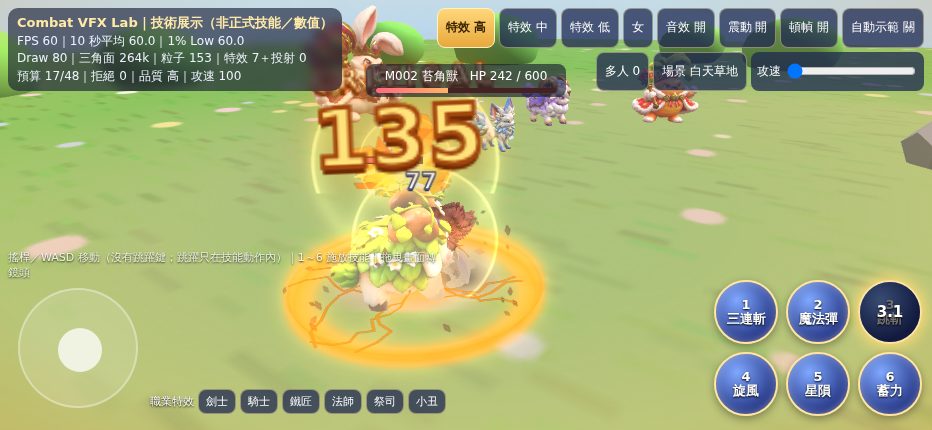 Combat VFX Lab｜技術展示（非正式技能／數值）
FPS 60｜10 秒平均 60.0｜1% Low 60.0
Draw 80｜三角面 264k｜粒子 153｜特效 7＋投射 0
預算 17/48｜拒絕 0｜品質 高｜攻速 100
特效 高
特效 中
特效 低
女
音效 開
震動 開
頓幀 開
自動示範 關
多人 0
場景 白天草地
攻速
M002 苔角獸 HP 242 / 600
135
77
搖桿／WASD 移動（沒有跳躍鍵；跳躍只在技能動作內）｜1～6 施放技能｜拖曳畫面轉
鏡頭
1
三連斬
2
魔法彈
3
3.1
4
旋風
5
星隕
6
蓄力
職業特效
劍士
騎士
鐵匠
法師
祭司
小丑